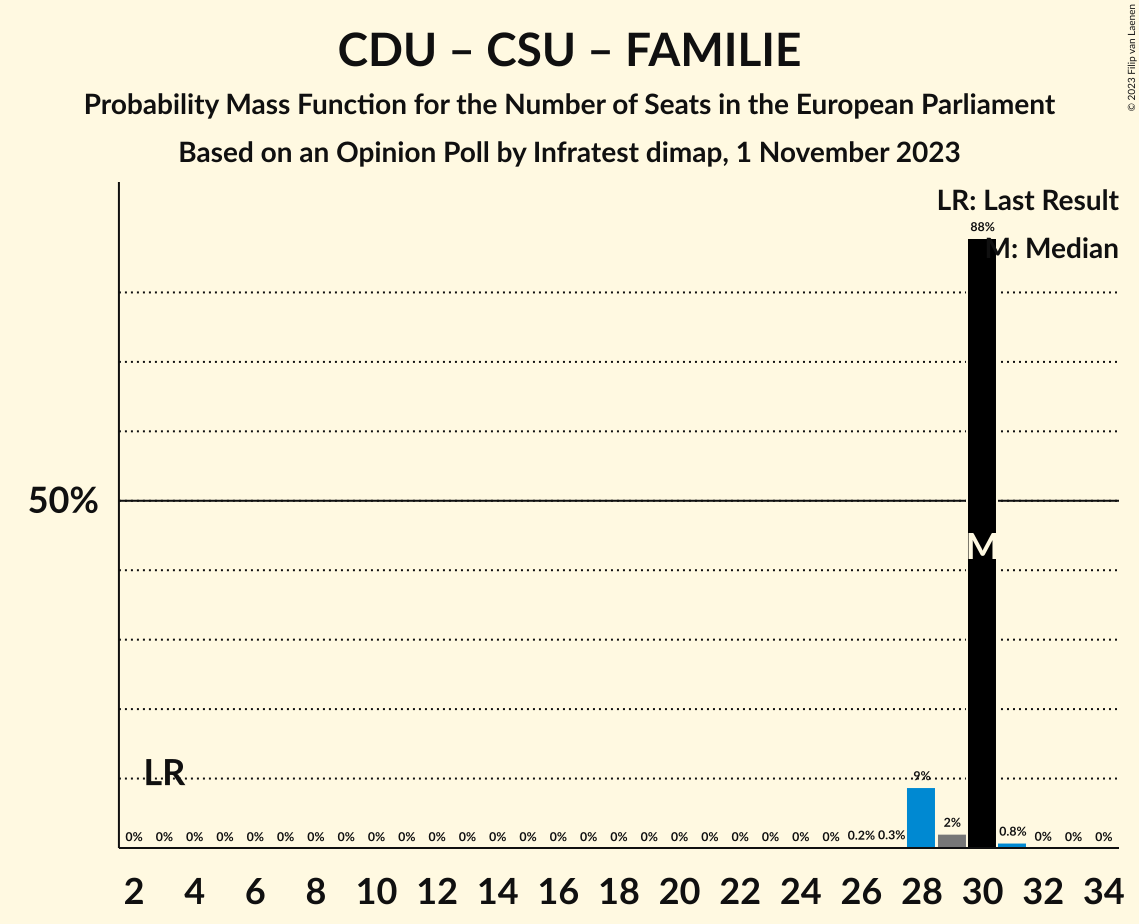 CDU – CSU – FAMILIE
Probability Mass Function for the Number of Seats in the European Parliament
Based on an Opinion Poll by Infratest dimap, 1 November 2023
© 2023 Filip van Laenen
LR: Last Result
M: Median
88%
50%
M
LR
9%
0% 0% 0% 0% 0% 0% 0% 0% 0% 0% 0% 0% 0% 0% 0% 0% 0% 0% 0% 0% 0% 0% 0% 0% 0.2% 0.3% 2% 0.8% 0% 0% 0%
2 4 6 8 10 12 14 16 18 20 22 24 26 28 30 32 34